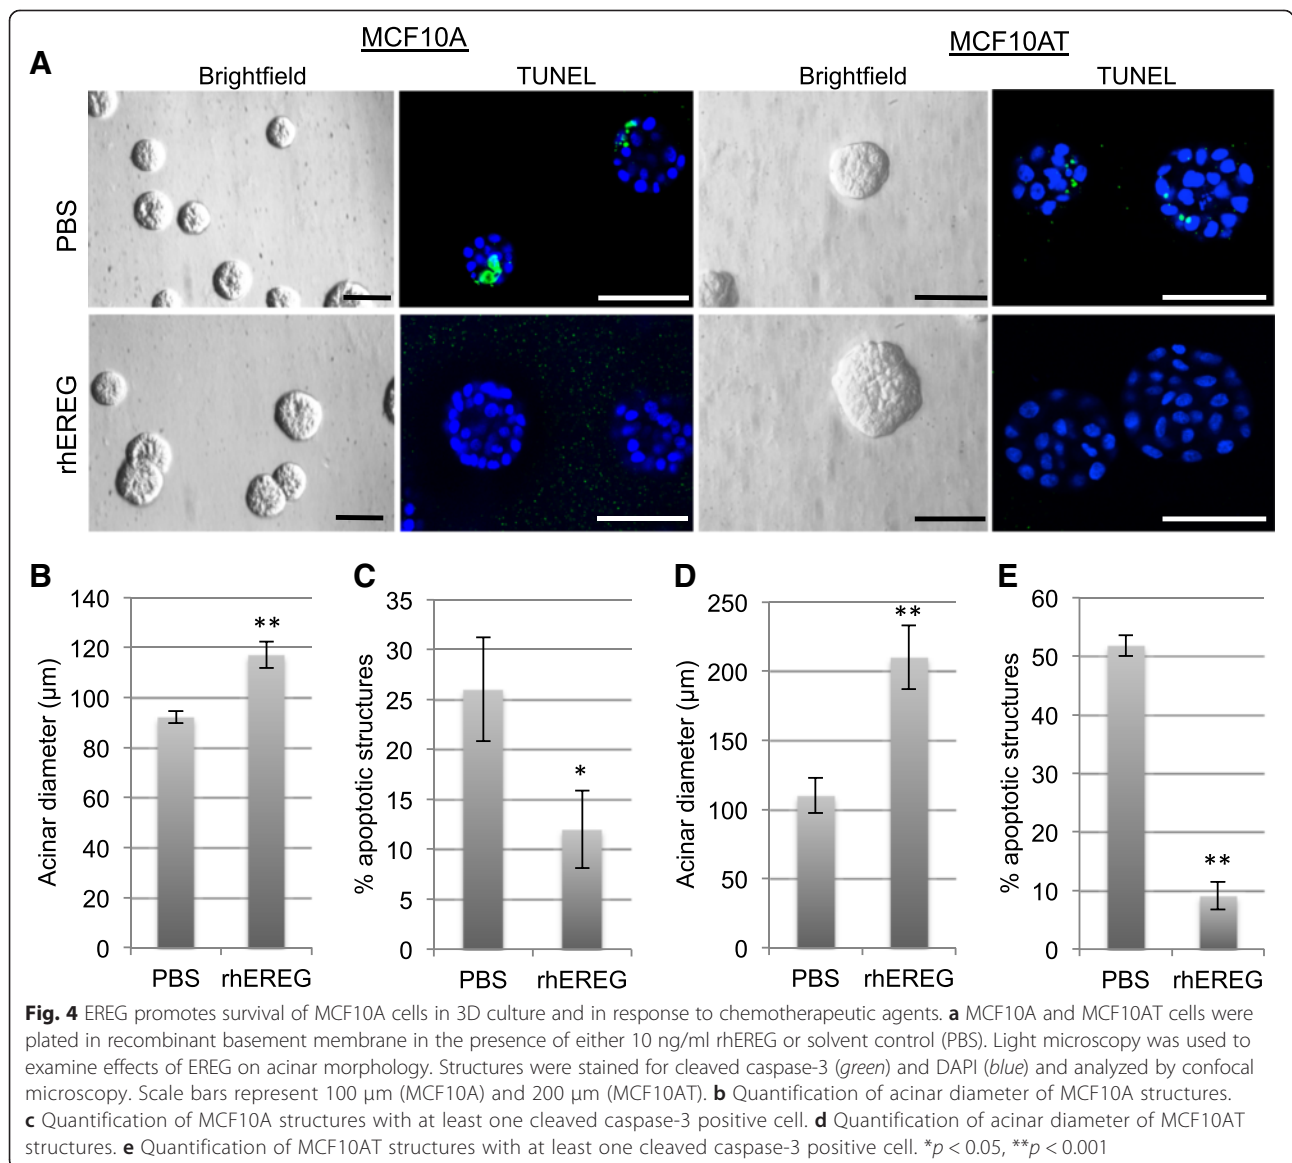 MCF10A
MCF10AT
A
Brightfield
TUNEL
Brightfield
TUNEL
PBS
rhEREG
B
Acinar diameter (μm)
140
120
100
80
60
40
20
0
**
PBS
rhEREG
C
% apoptotic structures
35
30
25
20
15
10
5
0
*
PBS
rhEREG
D
Acinar diameter (μm)
250
200
150
100
50
0
**
PBS
rhEREG
E
% apoptotic structures
60
50
40
30
20
10
0
**
PBS
rhEREG
Fig. 4 EREG promotes survival of MCF10A cells in 3D culture and in response to chemotherapeutic agents. a MCF10A and MCF10AT cells were
plated in recombinant basement membrane in the presence of either 10 ng/ml rhEREG or solvent control (PBS). Light microscopy was used to
examine effects of EREG on acinar morphology. Structures were stained for cleaved caspase-3 (green) and DAPI (blue) and analyzed by confocal
microscopy. Scale bars represent 100 μm (MCF10A) and 200 μm (MCF10AT). b Quantification of acinar diameter of MCF10A structures.
c Quantification of MCF10A structures with at least one cleaved caspase-3 positive cell. d Quantification of acinar diameter of MCF10AT
structures. e Quantification of MCF10AT structures with at least one cleaved caspase-3 positive cell. *p < 0.05, **p < 0.001